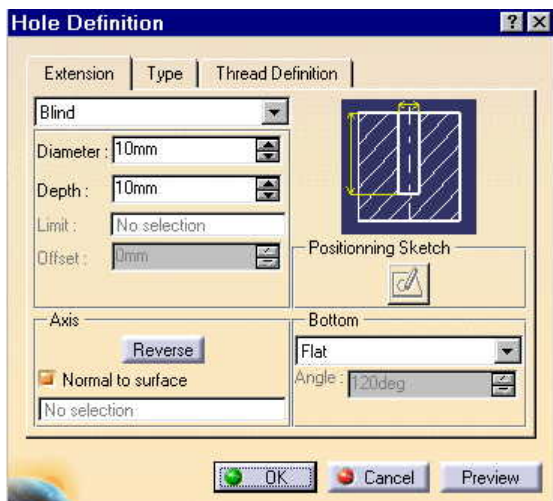 Hole Definition
Extension Type Thread Definition
Blind
Diameter : 10mm
Depth : 10mm
Limit : No selection
Offset : 0mm
Positionning Sketch
Axis
Reverse
Normal to surface
No selection
Bottom
Flat
Angle : 120deg
OK Cancel Preview